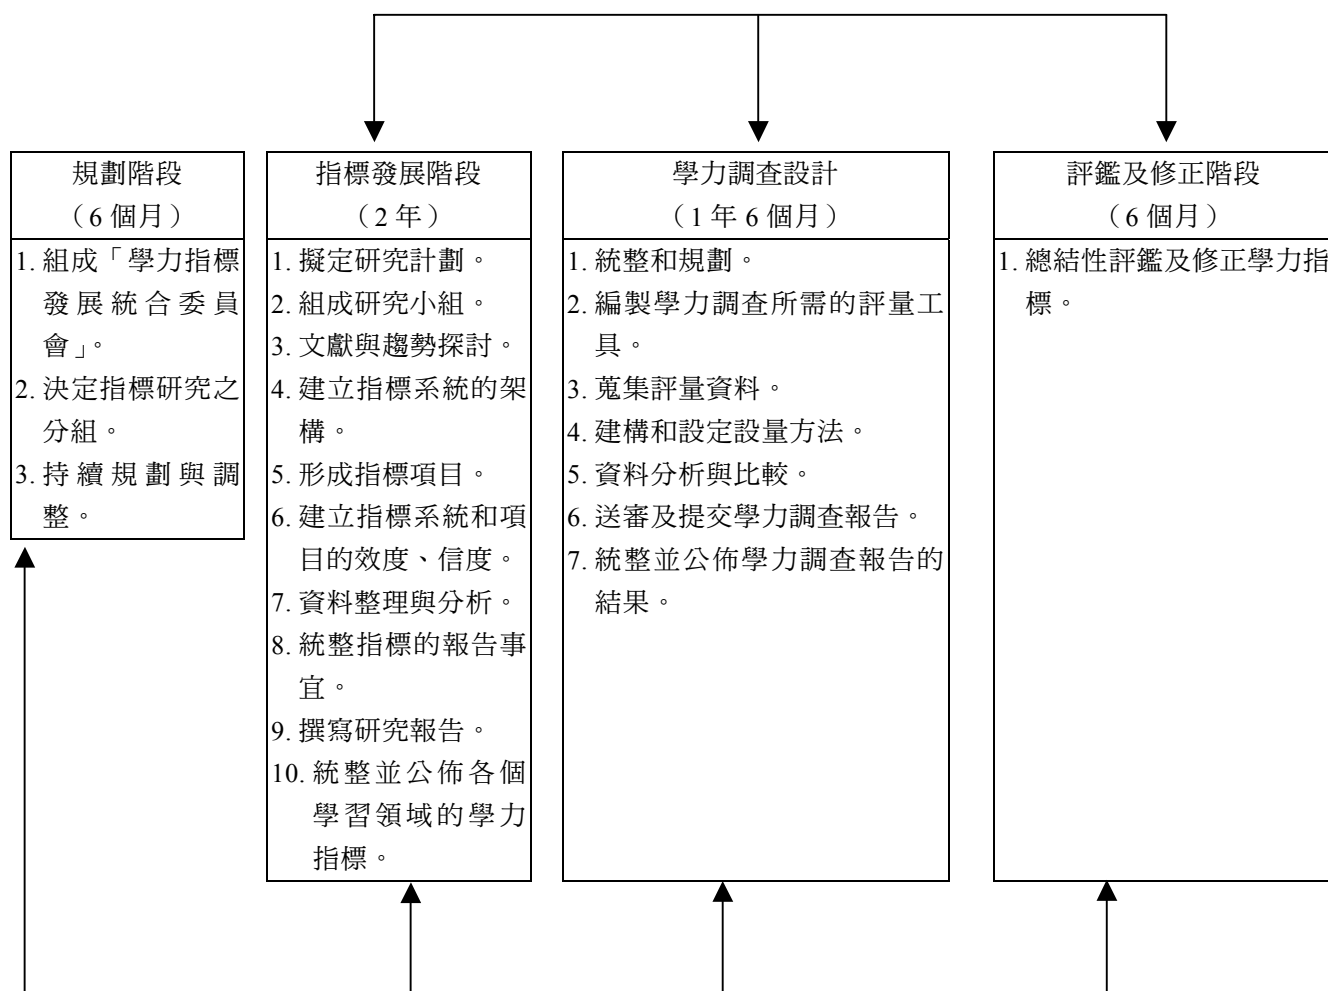 規劃階段
（6 個月）
1. 組成「學力指標
發展統合委員
會」。
2. 決定指標研究之
分組。
3. 持續規劃與調
整。
指標發展階段
（2 年）
1. 擬定研究計劃。
2. 組成研究小組。
3. 文獻與趨勢探討。
4. 建立指標系統的架
構。
5. 形成指標項目。
6. 建立指標系統和項
目的效度、信度。
7. 資料整理與分析。
8. 統整指標的報告事
宜。
9. 撰寫研究報告。
10. 統整並公佈各個
學習領域的學力
指標。
學力調查設計
（1 年 6 個月）
1. 統整和規劃。
2. 編製學力調查所需的評量工
具。
3. 蒐集評量資料。
4. 建構和設定設量方法。
5. 資料分析與比較。
6. 送審及提交學力調查報告。
7. 統整並公佈學力調查報告的
結果。
評鑑及修正階段
（6 個月）
1. 總結性評鑑及修正學力指
標。